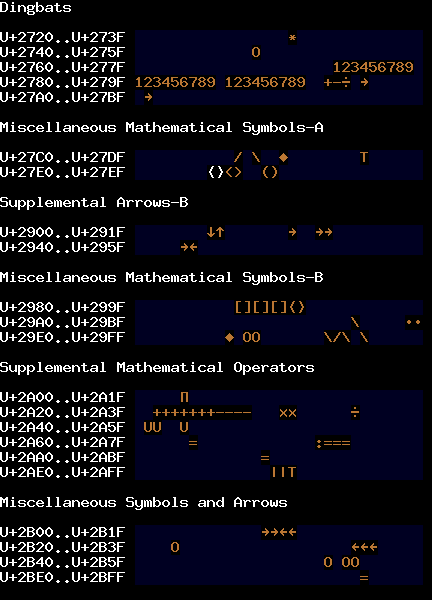 Dingbats
U+2720..U+273F *
U+2740..U+275F O
U+2760..U+277F 123456789
U+2780..U+279F 123456789 123456789 +−÷ →
U+27A0..U+27BF →
Miscellaneous Mathematical Symbols-A
U+27C0..U+27DF / \ ◆ T
U+27E0..U+27EF ⟨⟩<> ()
Supplemental Arrows-B
U+2900..U+291F ↓↑ → →→
U+2940..U+295F →←
Miscellaneous Mathematical Symbols-B
U+2980..U+299F [][][]⟨⟩
U+29A0..U+29BF \ ••
U+29E0..U+29FF ◆ OO \/\ \
Supplemental Mathematical Operators
U+2A00..U+2A1F Π
U+2A20..U+2A3F +++++++−−−− ×× ÷
U+2A40..U+2A5F UU U
U+2A60..U+2A7F = :===
U+2AA0..U+2ABF =
U+2AE0..U+2AFF ||T
Miscellaneous Symbols and Arrows
U+2B00..U+2B1F →→←←
U+2B20..U+2B3F O ←←←
U+2B40..U+2B5F O OO
U+2BE0..U+2BFF =